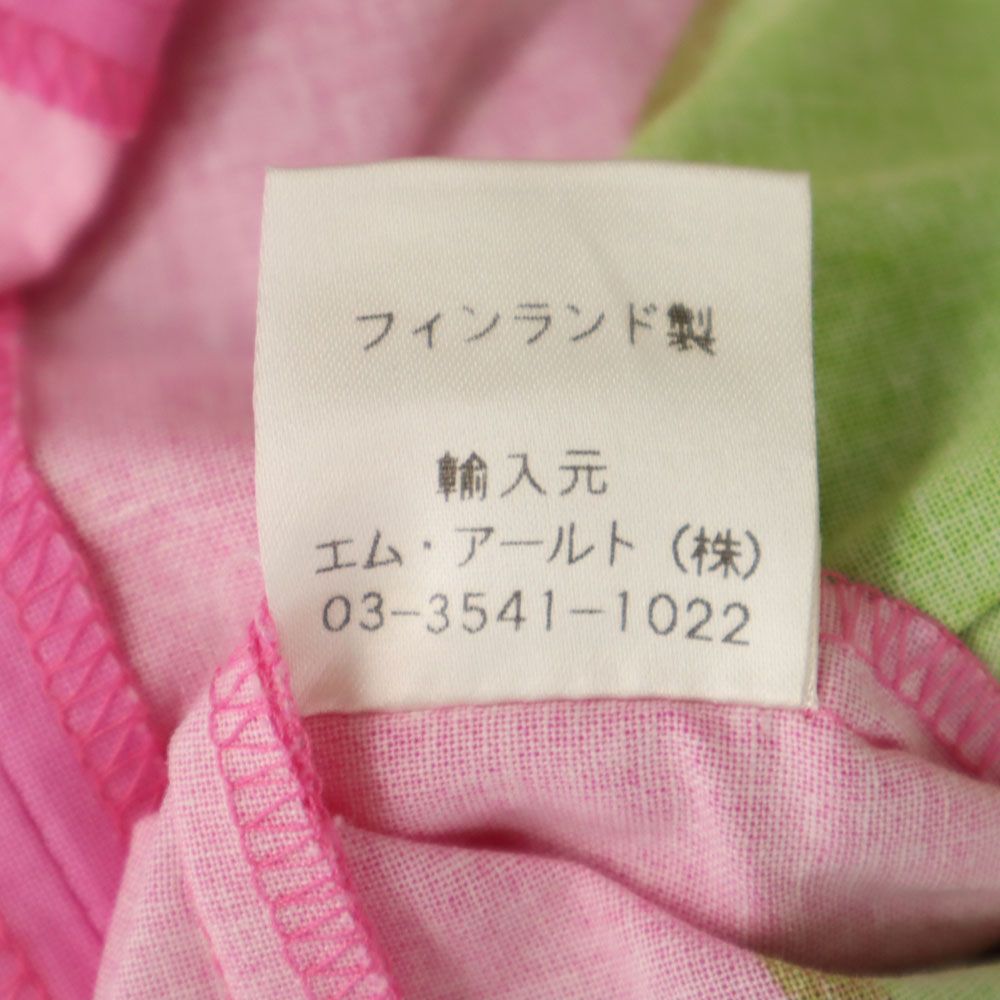 フィンランド製
輸入元
エム・アールト(株)
03-3541-1022